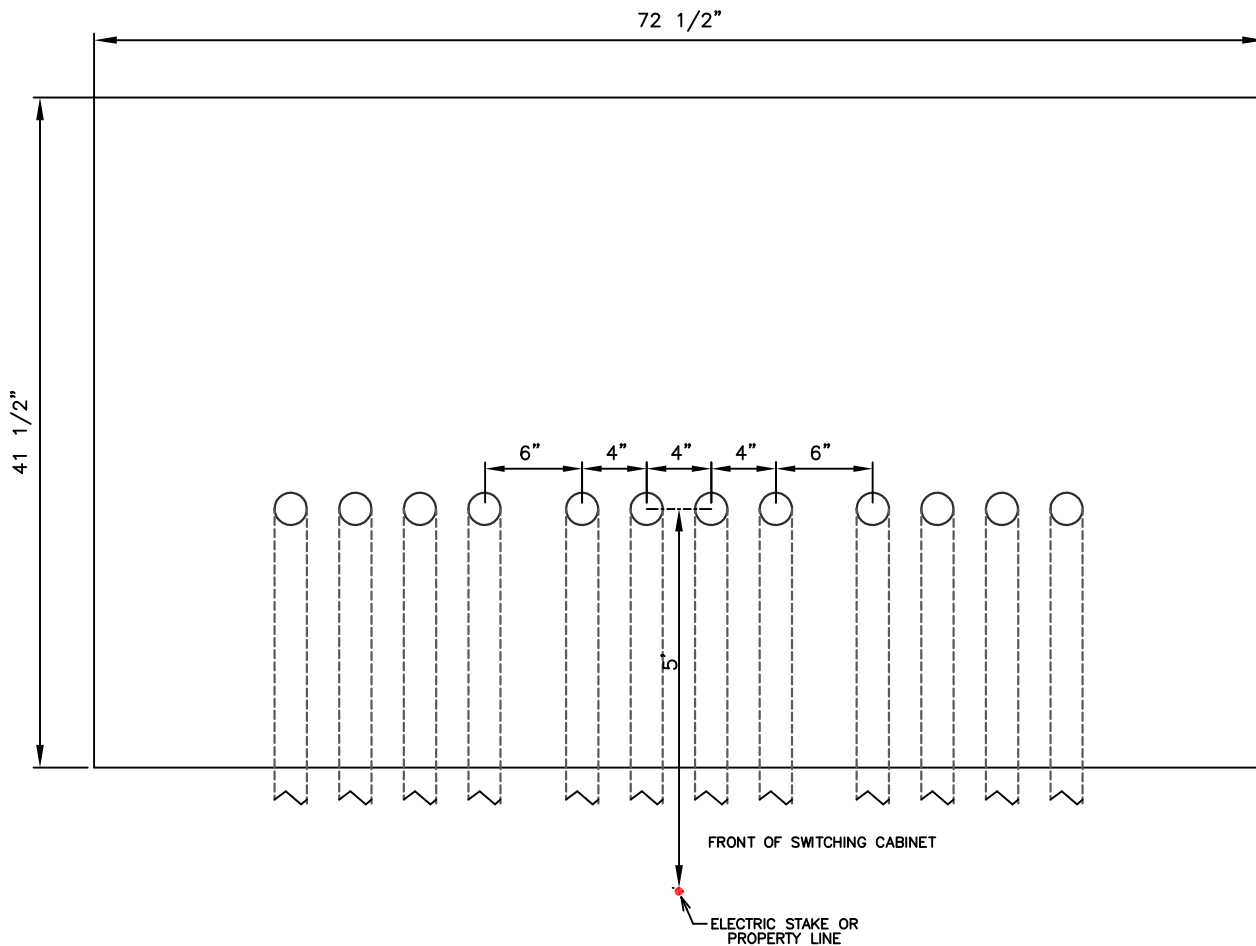 72 1/2"
41 1/2"
6" 4" 4" 4" 6"
5'
FRONT OF SWITCHING CABINET
ELECTRIC STAKE OR
PROPERTY LINE